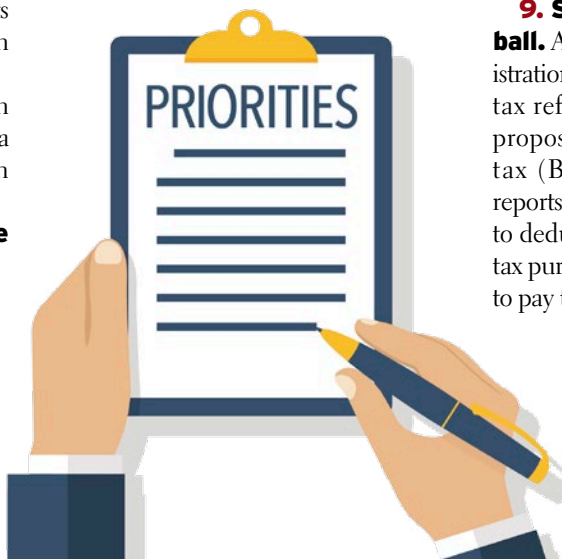 PRIORITIES
9. S
ball. A
istration
tax ref
propos
tax (B
reports
to dedu
tax pur
to pay t